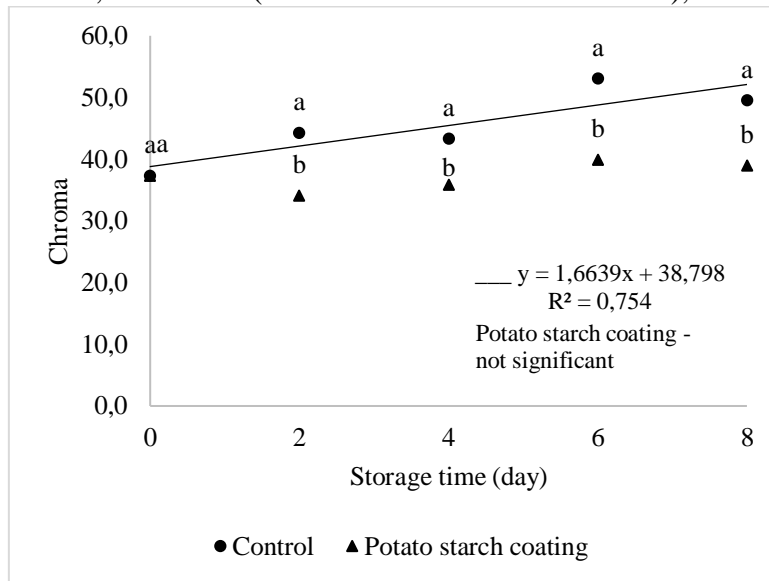 60,0
50,0
40,0
30,0
20,0
10,0
0,0
Chroma
aa
a
b
a
b
a
b
a
b
___ y = 1,6639x + 38,798
R² = 0,754
Potato starch coating -
not significant
0 2 4 6 8
Storage time (day)
● Control ▲ Potato starch coating